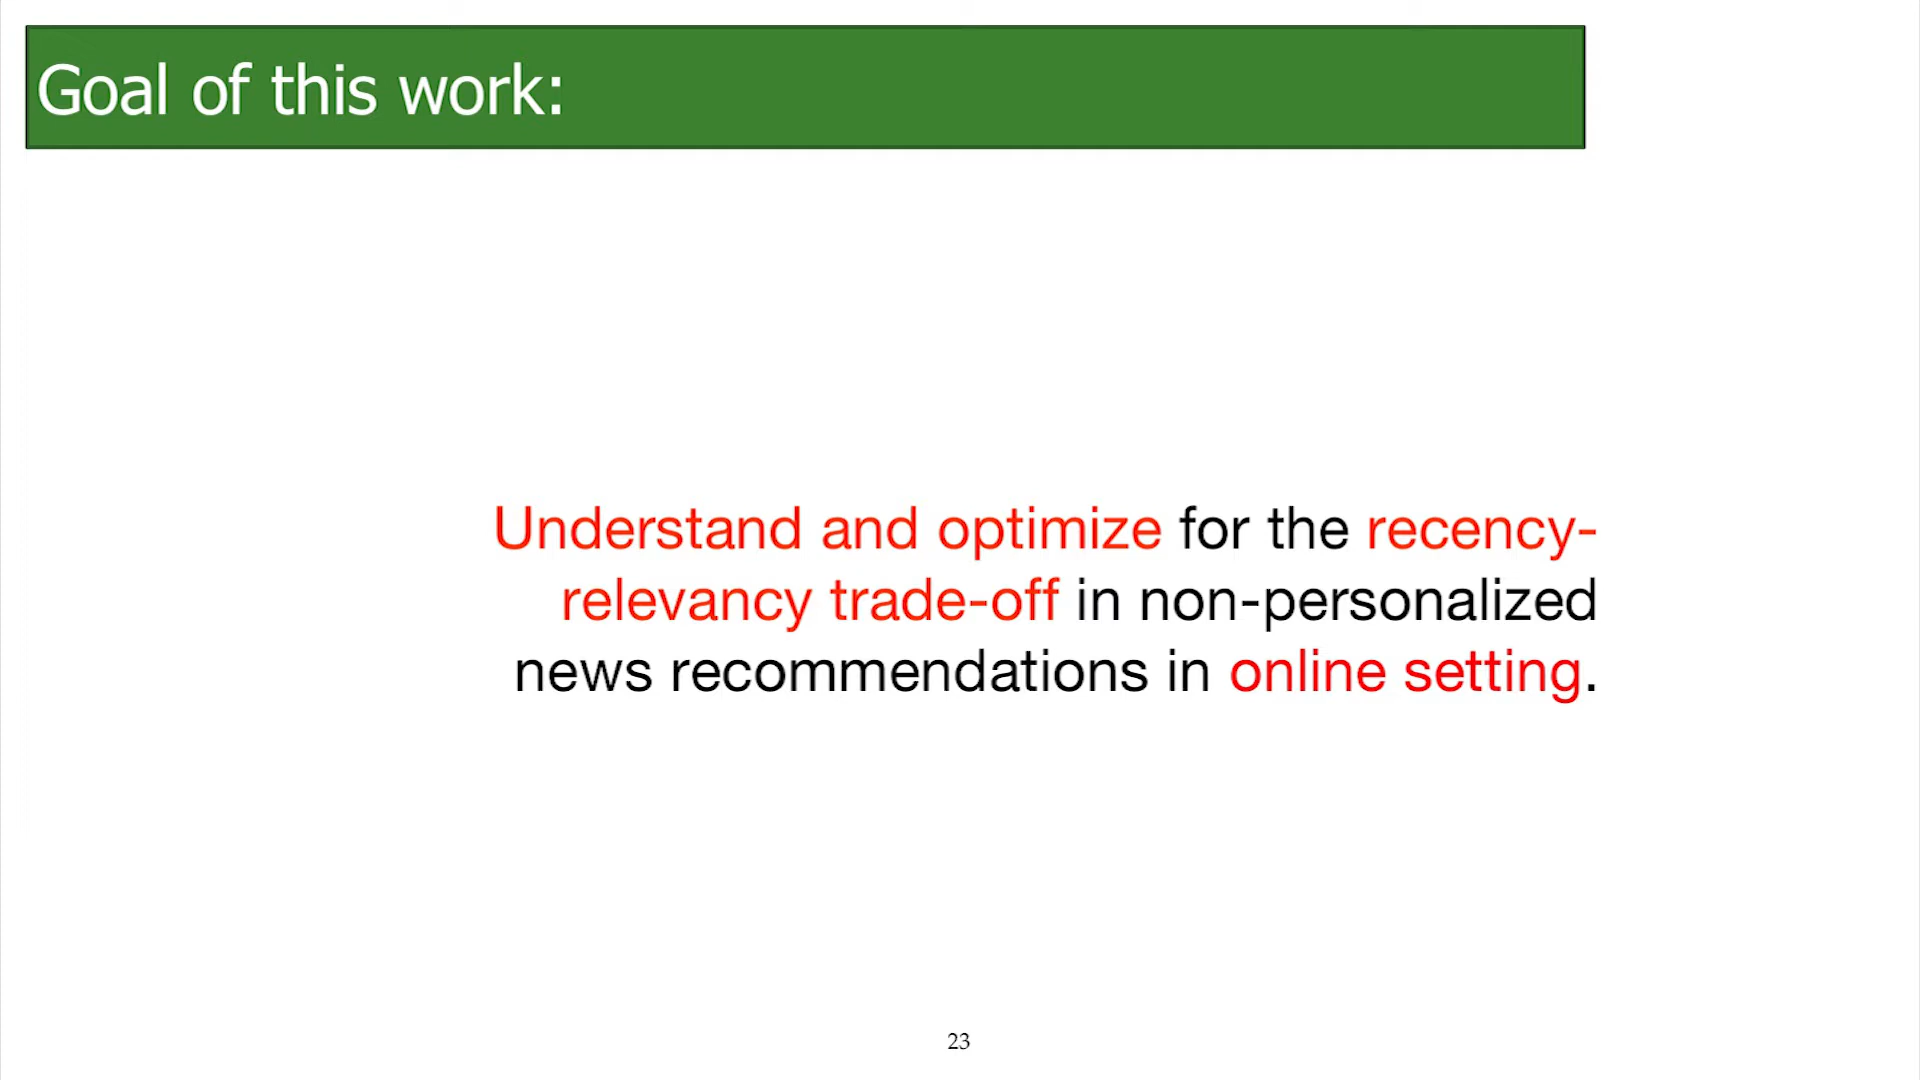 Goal of this work:
Understand and optimize for the recency-
relevancy trade-off in non-personalized
news recommendations in online setting.
23